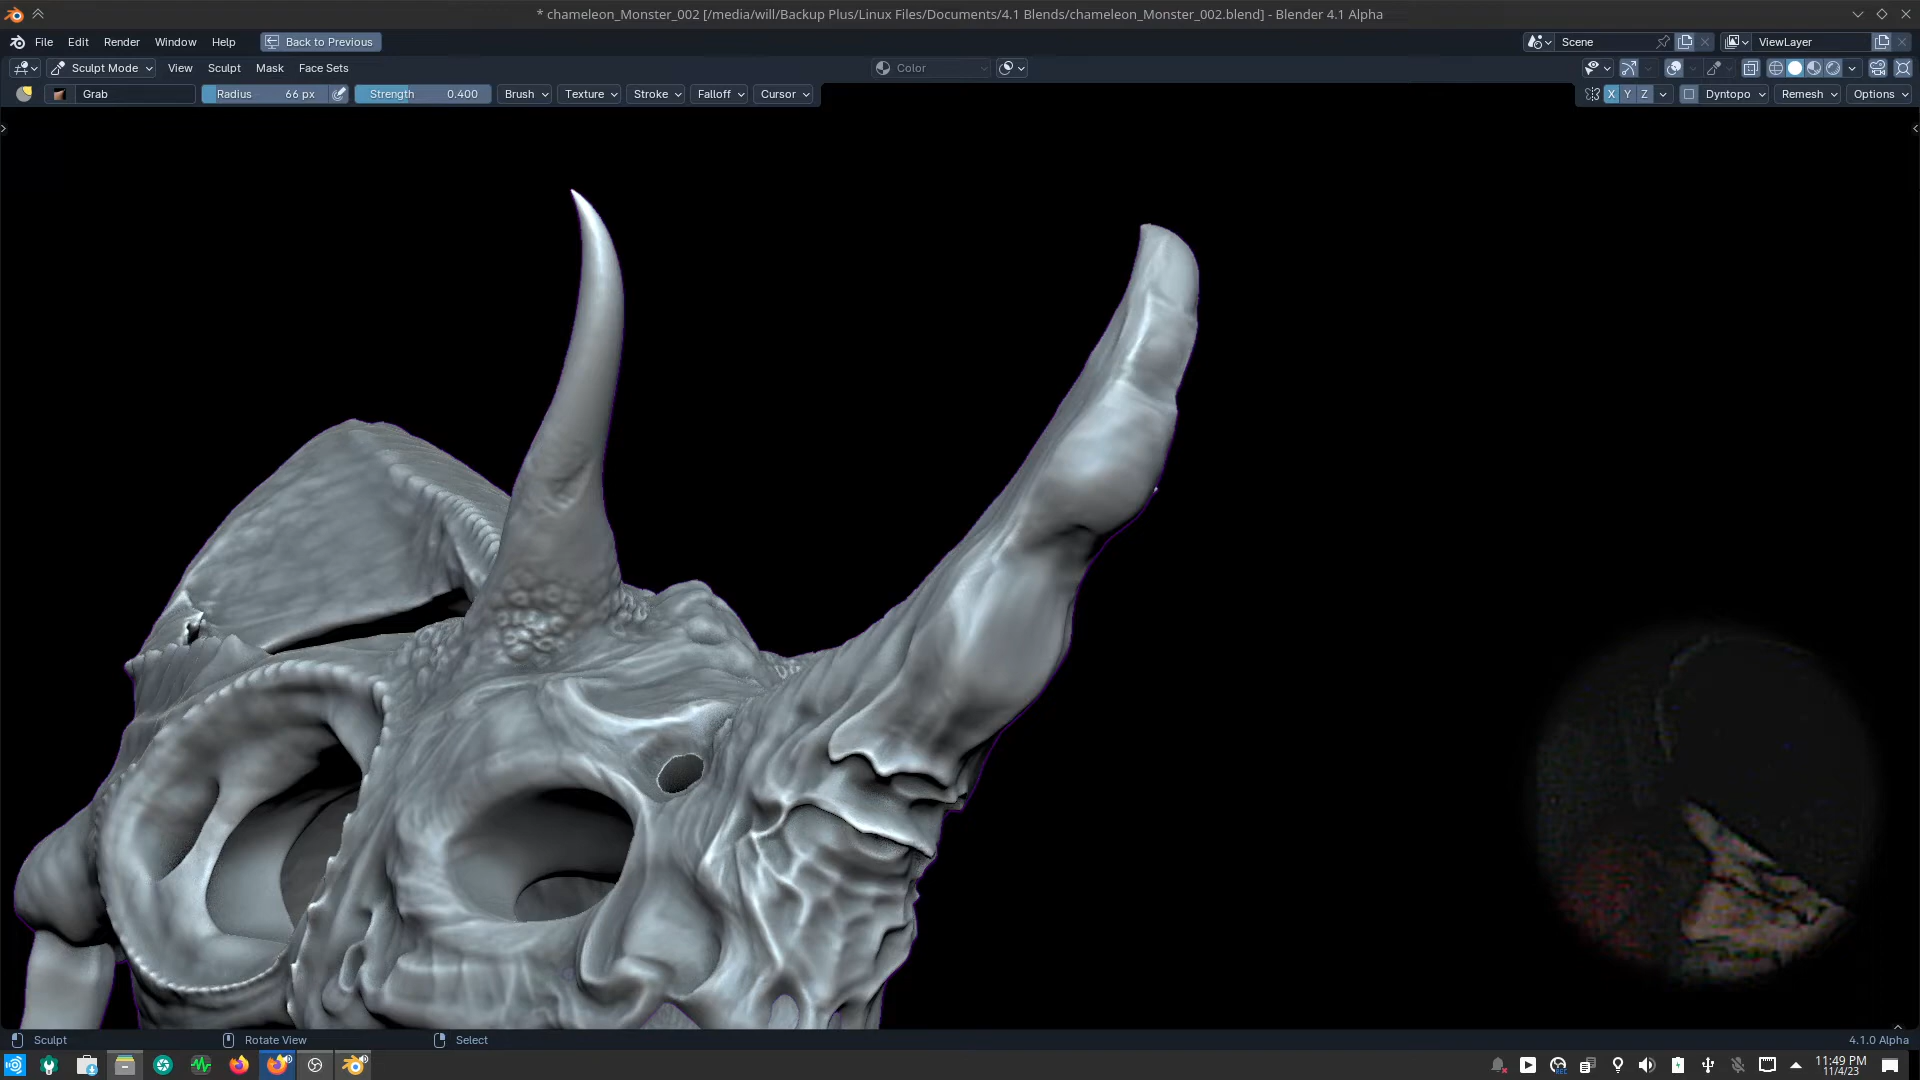 * chameleon_Monster_002 [/media/will/Backup Plus/Linux Files/Documents/4.1 Blends/chameleon_Monster_002.blend] - Blender 4.1 Alpha
File Edit Render Window Help Back to Previous Scene ViewLayer
Sculpt Mode View Sculpt Mask Face Sets Color
Grab Radius 66 px Strength 0.400 Brush Texture Stroke Falloff Cursor X Y Z Dyntopo Remesh Options
Sculpt Rotate View Select 4.1.0 Alpha
11:49 PM
11/4/23